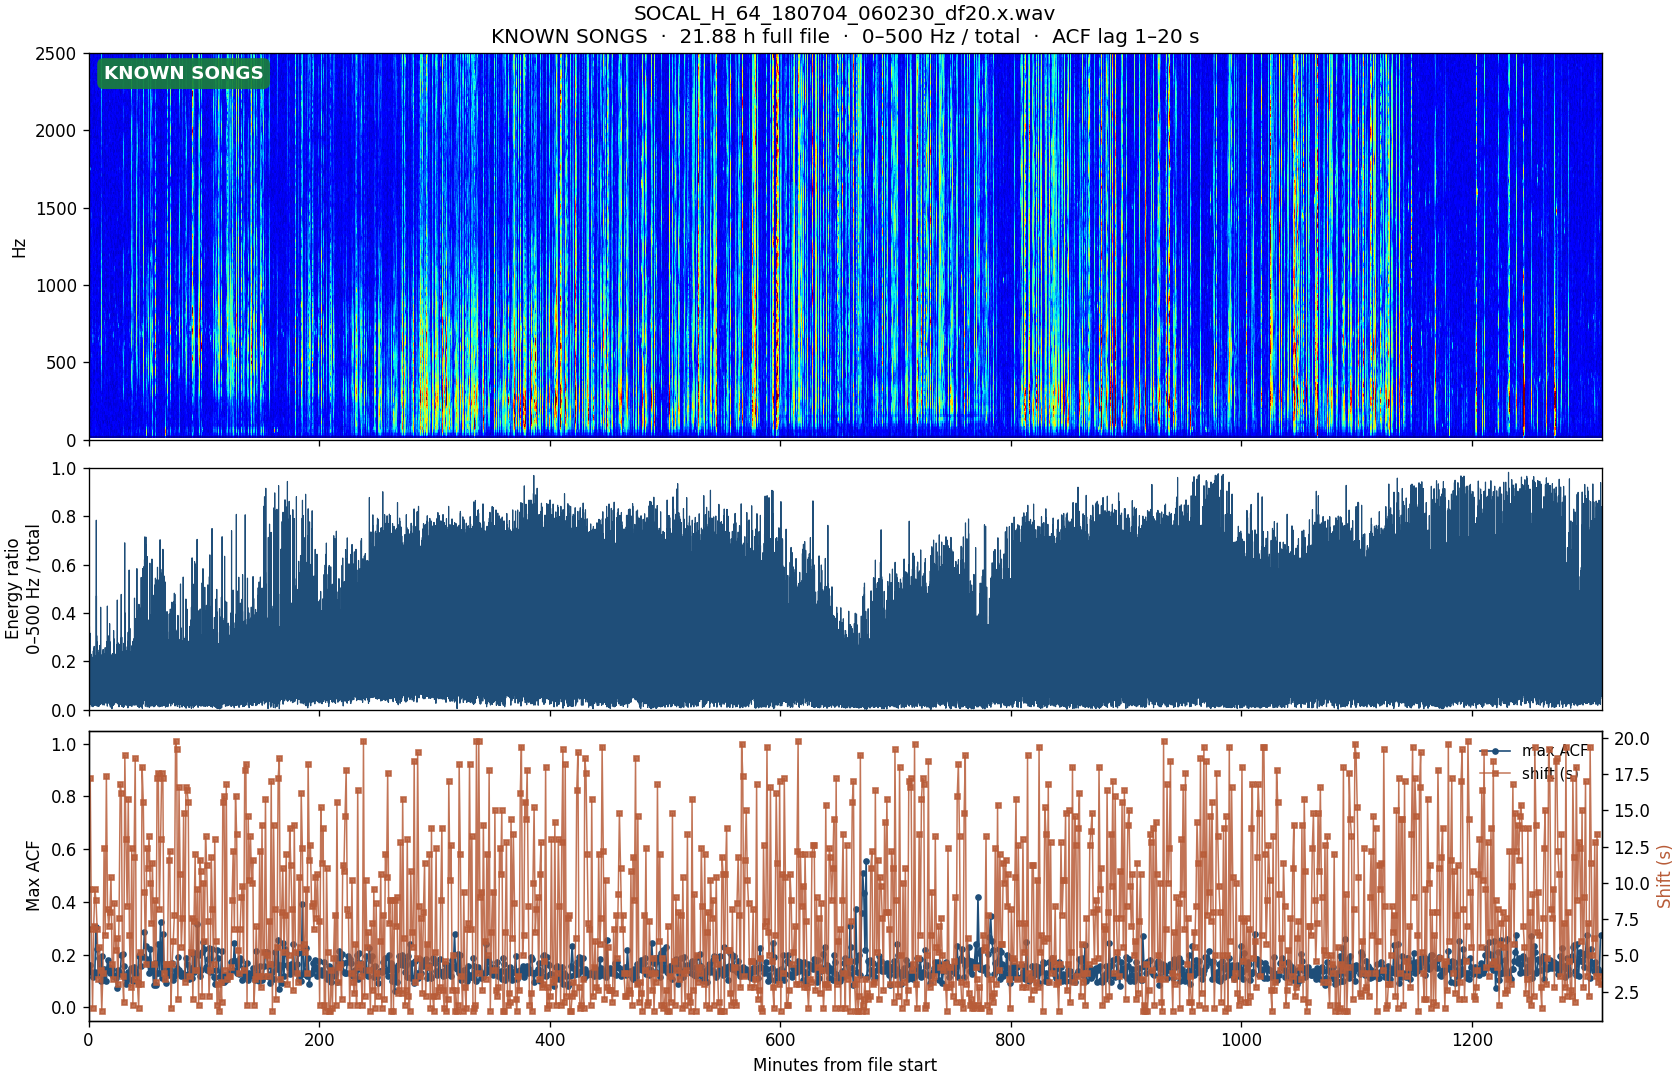 SOCAL_H_64_180704_060230_df20.x.wav
KNOWN SONGS · 21.88 h full file · 0–500 Hz / total · ACF lag 1–20 s
KNOWN SONGS
2500
2000
1500
1000
500
0
Hz
1.0
0.8
0.6
0.4
0.2
0.0
Energy ratio
0–500 Hz / total
max ACF
shift (s)
1.0
0.8
0.6
0.4
0.2
0.0
Max ACF
20.0
17.5
15.0
12.5
10.0
7.5
5.0
2.5
Shift (s)
0 200 400 600 800 1000 1200
Minutes from file start